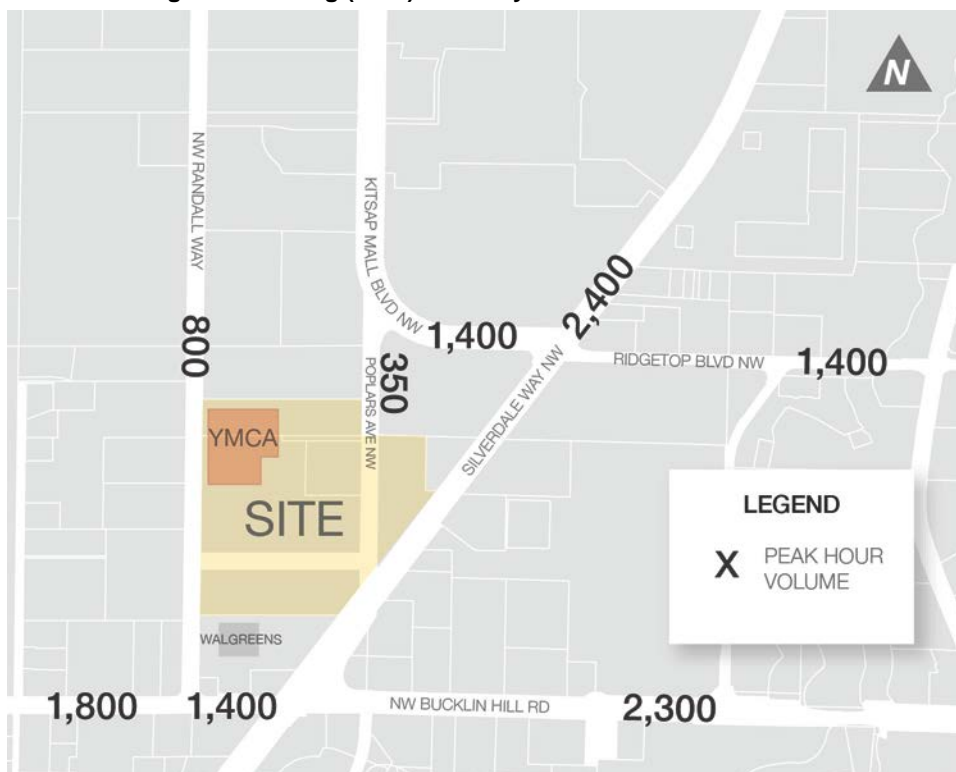 N
NW RANDALL WAY
KITSAP MALL BLVD NW
2,400
800
1,400
350
POPLARS AVE NW
RIDGETOP BLVD NW
1,400
YMCA
SILVERDALE WAY NW
SITE
LEGEND
X PEAK HOUR
VOLUME
WALGREENS
1,800
1,400
NW BUCKLIN HILL RD
2,300